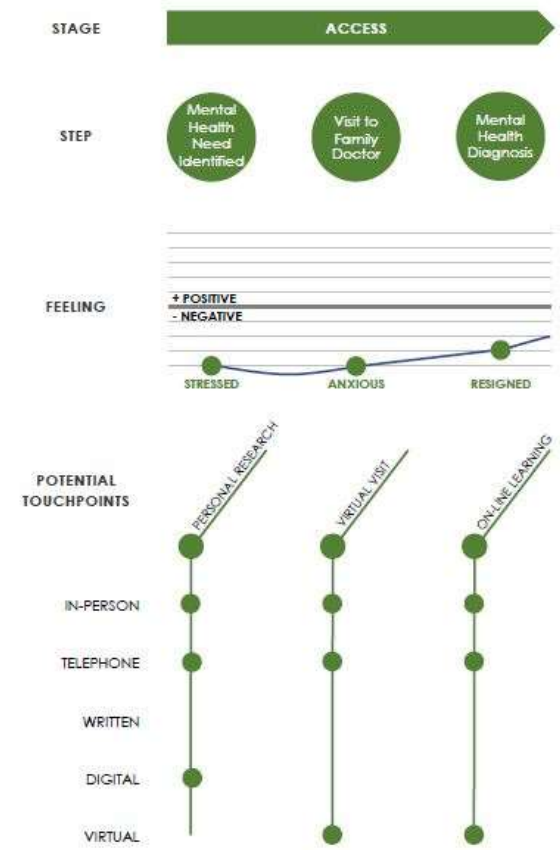 STAGE
ACCESS
STEP
Mental
Health
Need
Identified
Visit to
Family
Doctor
Mental
Health
Diagnosis
FEELING
+ POSITIVE
- NEGATIVE
STRESSED
ANXIOUS
RESIGNED
POTENTIAL
TOUCHPOINTS
PERSONAL RESEARCH
VIRTUAL VISIT
ON-LINE LEARNING
IN-PERSON
TELEPHONE
WRITTEN
DIGITAL
VIRTUAL